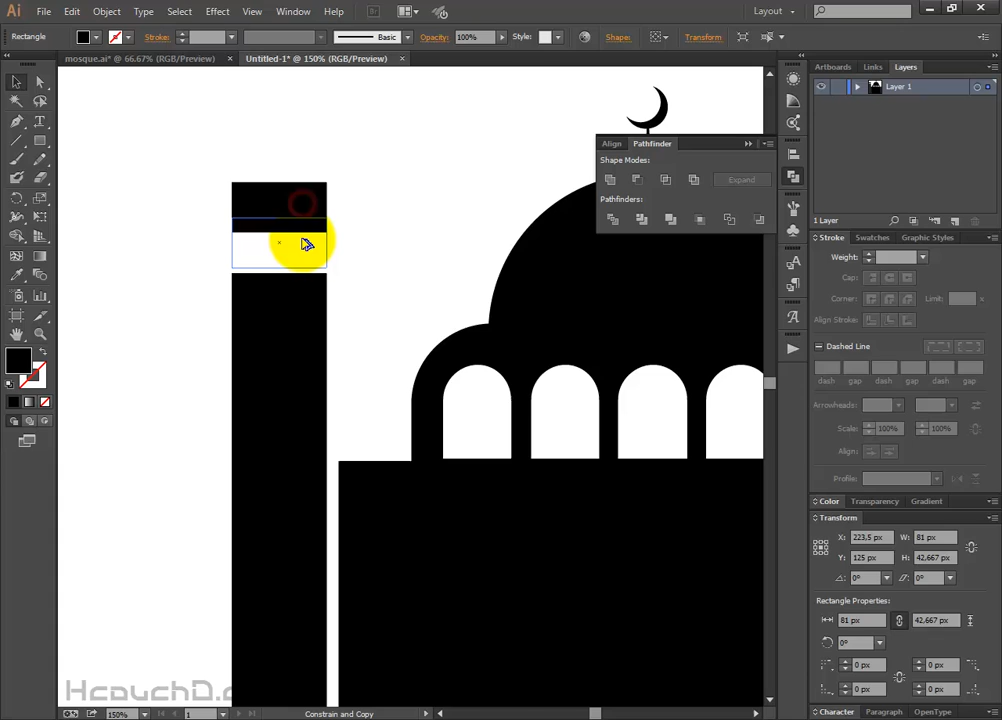 Ai File Edit Object Type Select Effect View Window Help Br Layout
Rectangle Stroke: Basic Opacity: 100% Style: Shape: Transform
mosque.ai* @ 66.67% (RGB/Preview) × Untitled-1* @ 150% (RGB/Preview) ×
Artboards Links Layers
Layer 1
Align Pathfinder
Shape Modes:
Expand
Pathfinders:
1 Layer
Stroke Swatches Graphic Styles
Weight:
Cap:
Corner: Limit: x
Align Stroke:
Dashed Line
dash gap dash gap dash gap
Arrowheads:
Scale: 100% 100%
Align:
Profile:
Color Transparency Gradient
Transform
X: 223,5 px W: 81 px
Y: 125 px H: 42,667 px
0° 0°
Rectangle Properties:
81 px 42,667 px
0°
0 px 0 px
0 px 0 px
Character Paragraph OpenType
150% 1 Constrain and Copy